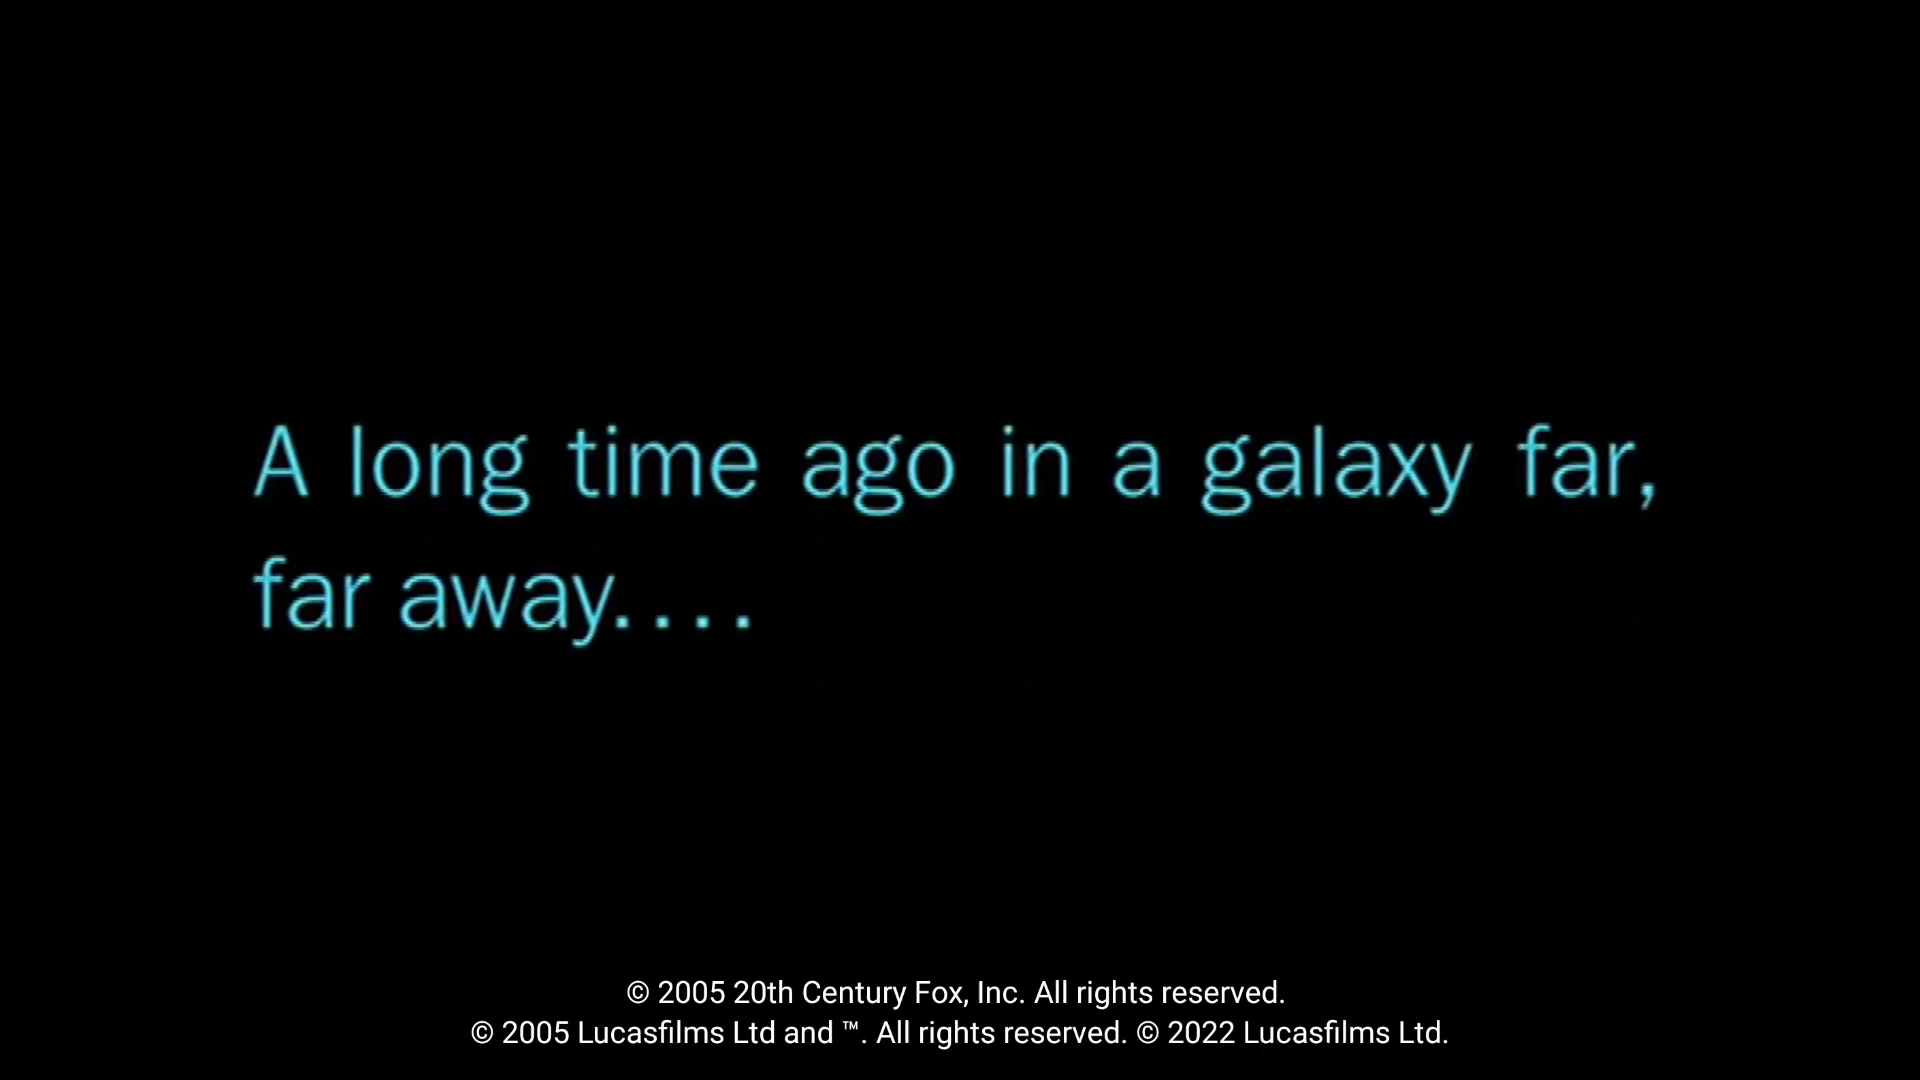 A long time ago in a galaxy far,
far away....
© 2005 20th Century Fox, Inc. All rights reserved.
© 2005 Lucasfilms Ltd and ™. All rights reserved. © 2022 Lucasfilms Ltd.